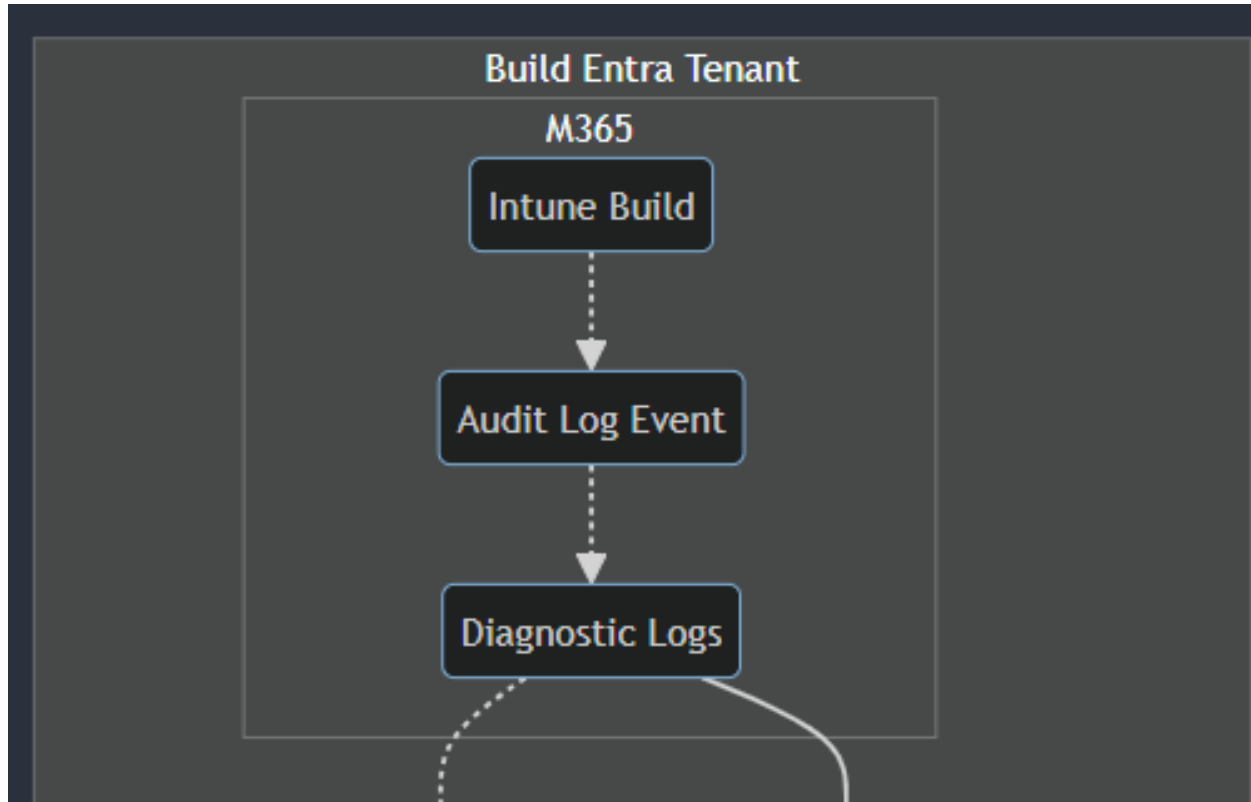 Build Entra Tenant
M365
Intune Build
Audit Log Event
Diagnostic Logs